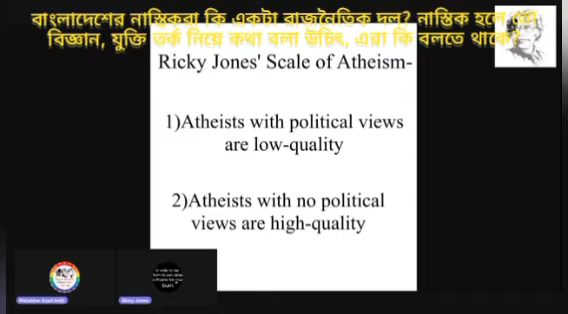 বাংলাদেশের নাস্তিকরা কি একটা রাজনৈতিক দল? নাস্তিক হলে তো
বিজ্ঞান, যুক্তি তর্ক নিয়ে কথা বলা উচিৎ, এরা কি বলতে থাকে?
Ricky Jones' Scale of Atheism-
1)Atheists with political views
are low-quality
2)Atheists with no political
views are high-quality
Ricky Jones